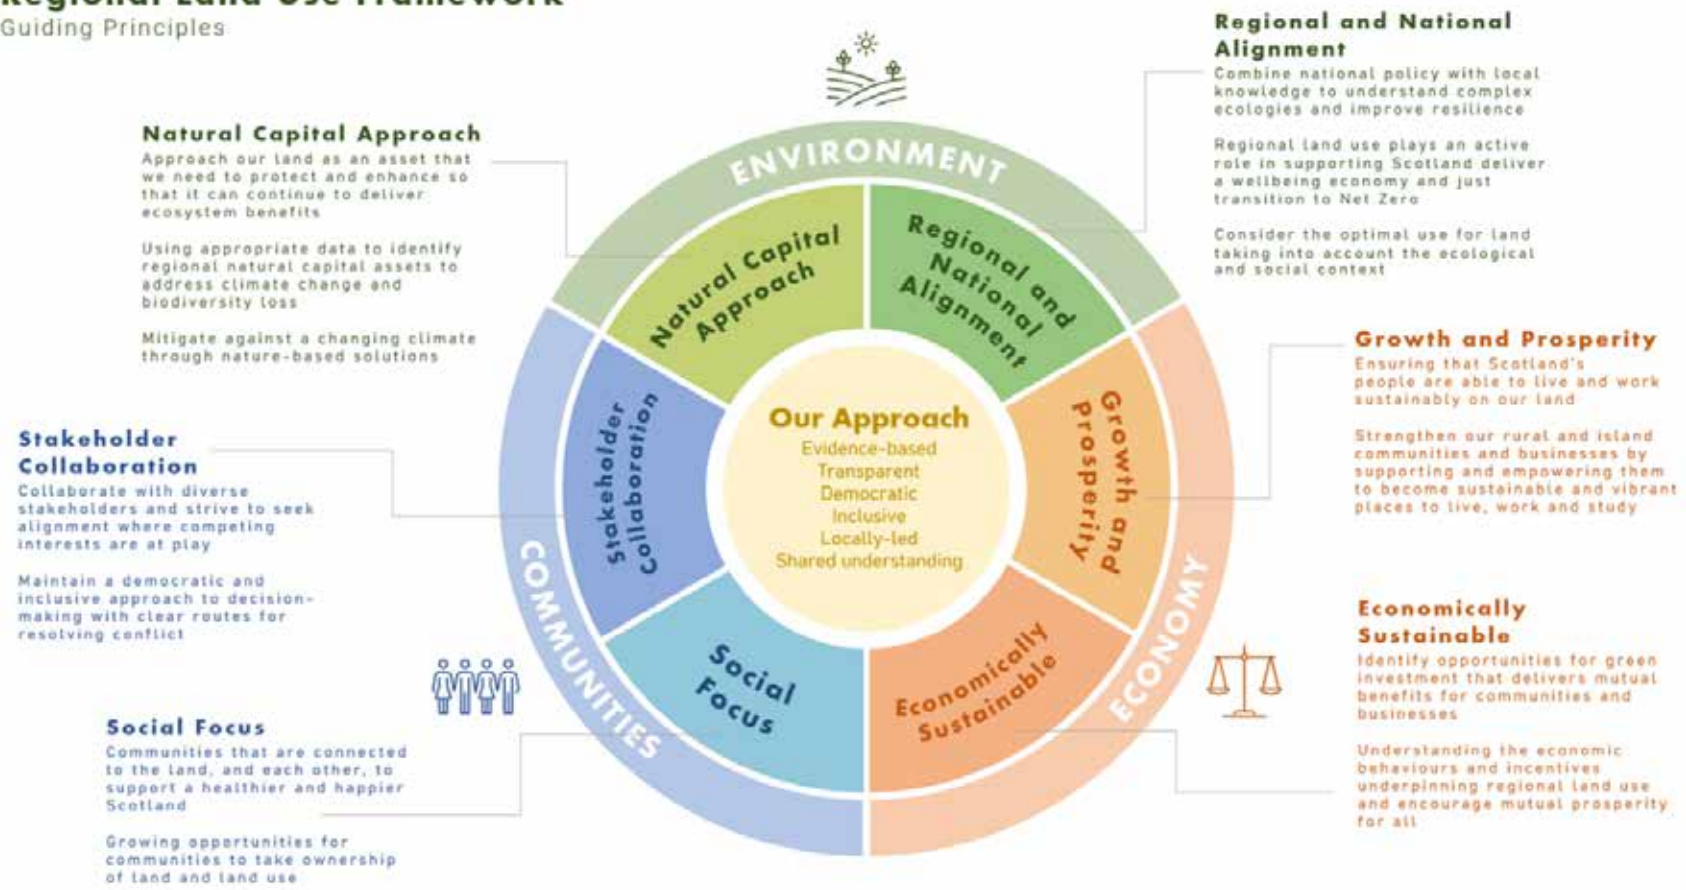 Regional Land Use Framework
Guiding Principles
Natural Capital Approach
Approach our land as an asset that
we need to protect and enhance so
that it can continue to deliver
ecosystem benefits
Using appropriate data to identify
regional natural capital assets to
address climate change and
biodiversity loss
Mitigate against a changing climate
through nature-based solutions
Regional and National
Alignment
Combine national policy with local
knowledge to understand complex
ecologies and improve resilience
Regional land use plays an active
role in supporting Scotland deliver
a wellbeing economy and just
transition to Net Zero
Consider the optimal use for land
taking into account the ecological
and social context
Growth and Prosperity
Ensuring that Scotland's
people are able to live and work
sustainably on our land
Strengthen our rural and island
communities and businesses by
supporting and empowering them
to become sustainable and vibrant
places to live, work and study
Economically
Sustainable
Identify opportunities for green
investment that delivers mutual
benefits for communities and
businesses
Understanding the economic
behaviours and incentives
underpinning regional land use
and encourage mutual prosperity
for all
Stakeholder
Collaboration
Collaborate with diverse
stakeholders and strive to seek
alignment where competing
interests are at play
Maintain a democratic and
inclusive approach to decision-
making with clear routes for
resolving conflict
Social Focus
Communities that are connected
to the land, and each other, to
support a healthier and happier
Scotland
Growing opportunities for
communities to take ownership
of land and land use
ENVIRONMENT
ECONOMY
COMMUNITIES
Natural Capital
Approach
Regional and
National
Alignment
Growth and
Prosperity
Economically
Sustainable
Social
Focus
Stakeholder
Collaboration
Our Approach
Evidence-based
Transparent
Democratic
Inclusive
Locally-led
Shared understanding